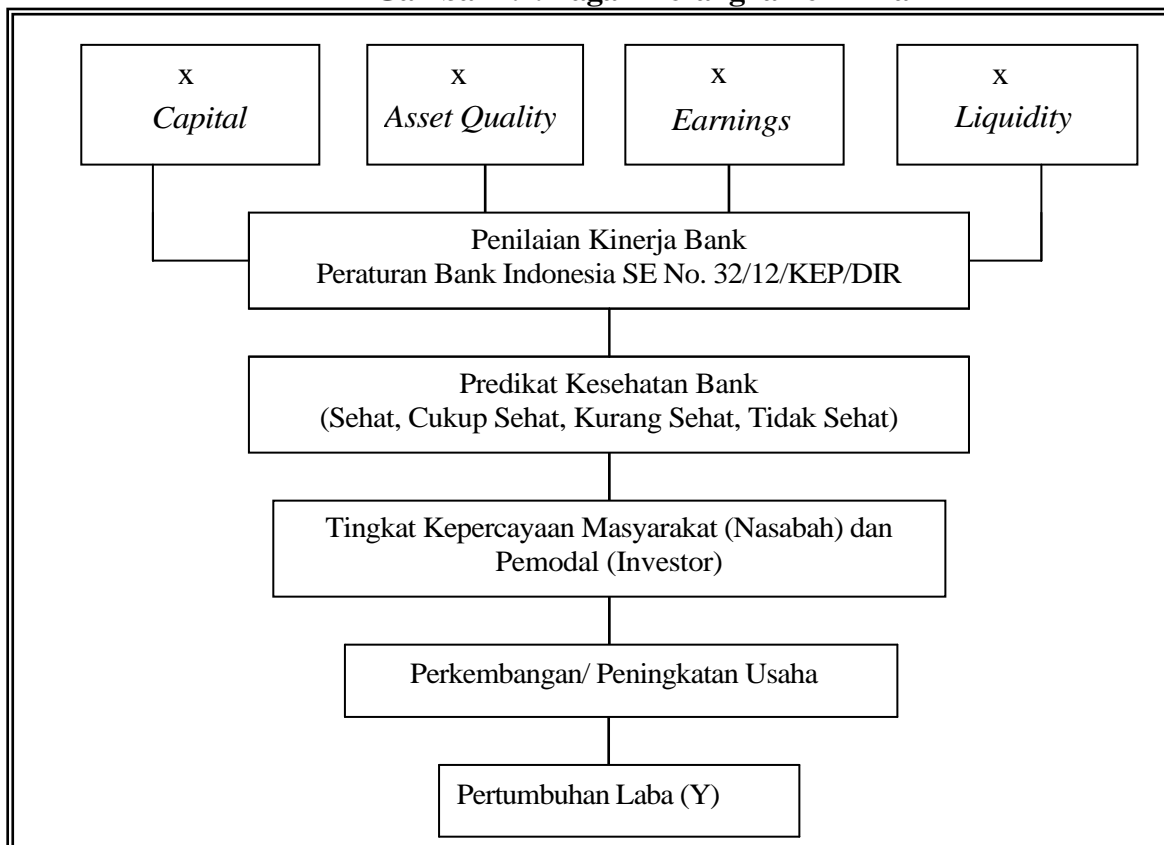 x
Capital
x
Asset Quality
x
Earnings
x
Liquidity
Penilaian Kinerja Bank
Peraturan Bank Indonesia SE No. 32/12/KEP/DIR
Predikat Kesehatan Bank
(Sehat, Cukup Sehat, Kurang Sehat, Tidak Sehat)
Tingkat Kepercayaan Masyarakat (Nasabah) dan
Pemodal (Investor)
Perkembangan/ Peningkatan Usaha
Pertumbuhan Laba (Y)